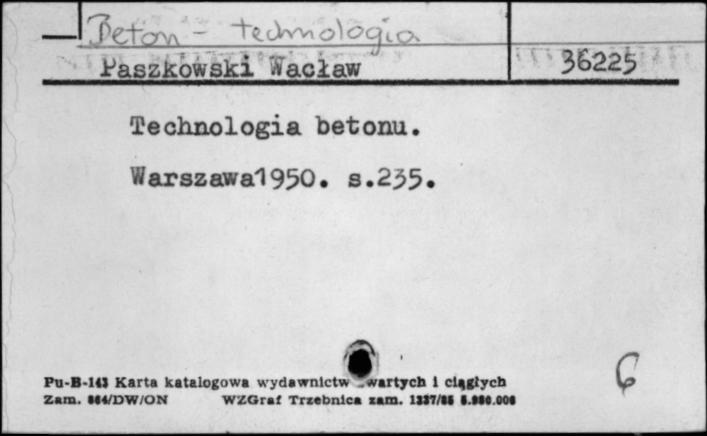 Beton - technologia
Paszkowski Wacław 36225
Technologia betonu.
Warszawa1950. s.235.
Pu-B-143 Karta katalogowa wydawnictw wartych i ciągłych
Zam. 864/DW/ON WZGraf Trzebnica zam.
6